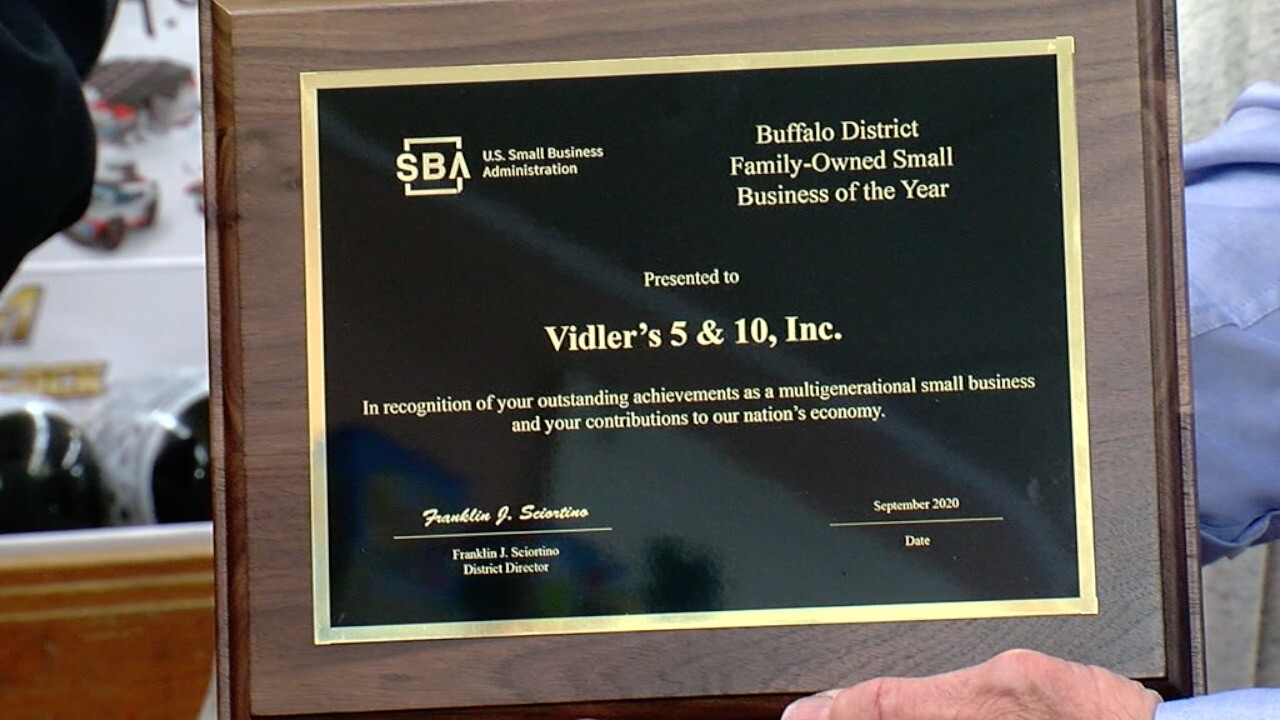 SBA
U.S. Small Business
Administration
Buffalo District
Family-Owned Small
Business of the Year
Presented to
Vidler's 5 & 10, Inc.
In recognition of your outstanding achievements as a multigenerational small business
and your contributions to our nation's economy.
Franklin J. Sciortino
Franklin J. Sciortino
District Director
September 2020
Date